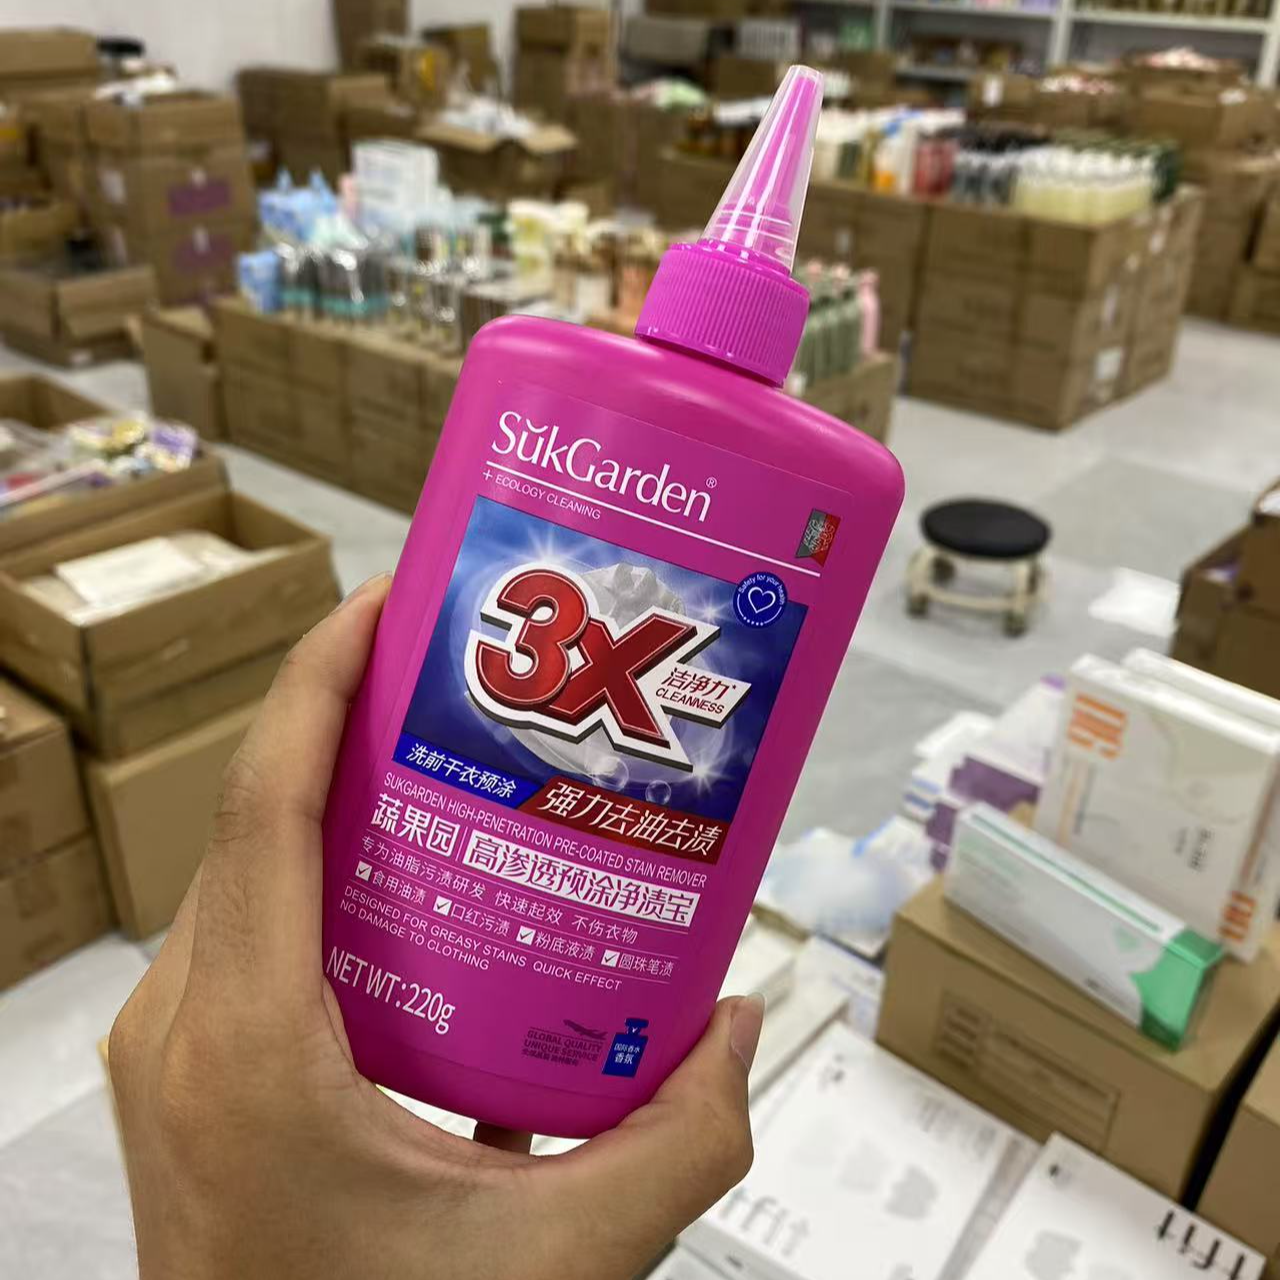 SŭkGarden®
+ ECOLOGY CLEANING
Safety for your health
3X
洁净力*
CLEANNESS
洗前干衣预涂
强力去油去渍
SUKGARDEN HIGH-PENETRATION PRE-COATED STAIN REMOVER
蔬果园 高渗透预涂净渍宝
专为油脂污渍研发 快速起效 不伤衣物
食用油渍 口红污渍 粉底液渍 圆珠笔渍
DESIGNED FOR GREASY STAINS QUICK EFFECT
NO DAMAGE TO CLOTHING
NET WT:220g
GLOBAL QUALITY
UNIQUE SERVICE
国际香水
香氛
tfit
tfit